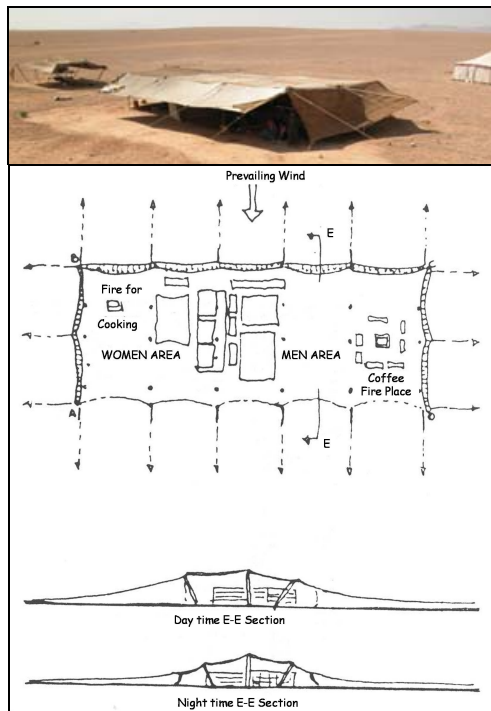 Prevailing Wind
E
B
Fire for
Cooking
WOMEN AREA
MEN AREA
Coffee
Fire Place
A
E
Day time E-E Section
Night time E-E Section